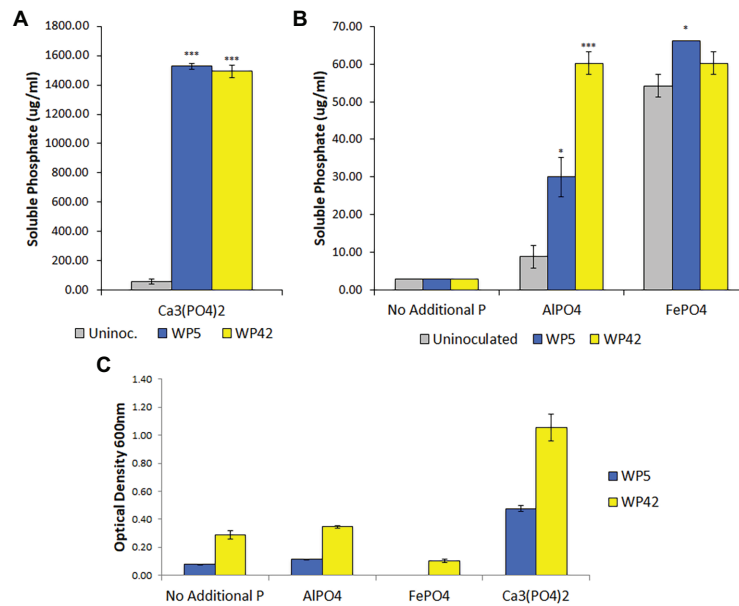 A
Soluble Phosphate (ug/ml)
1800.00
1600.00
1400.00
1200.00
1000.00
800.00
600.00
400.00
200.00
0.00
***
***
Ca3(PO4)2
Uninoc. WP5 WP42
B
Soluble Phosphate (ug/ml)
70.00
60.00
50.00
40.00
30.00
20.00
10.00
0.00
*
***
*
No Additional P AlPO4 FePO4
Uninoculated WP5 WP42
C
Optical Density 600nm
1.40
1.20
1.00
0.80
0.60
0.40
0.20
0.00
No Additional P AlPO4 FePO4 Ca3(PO4)2
WP5
WP42